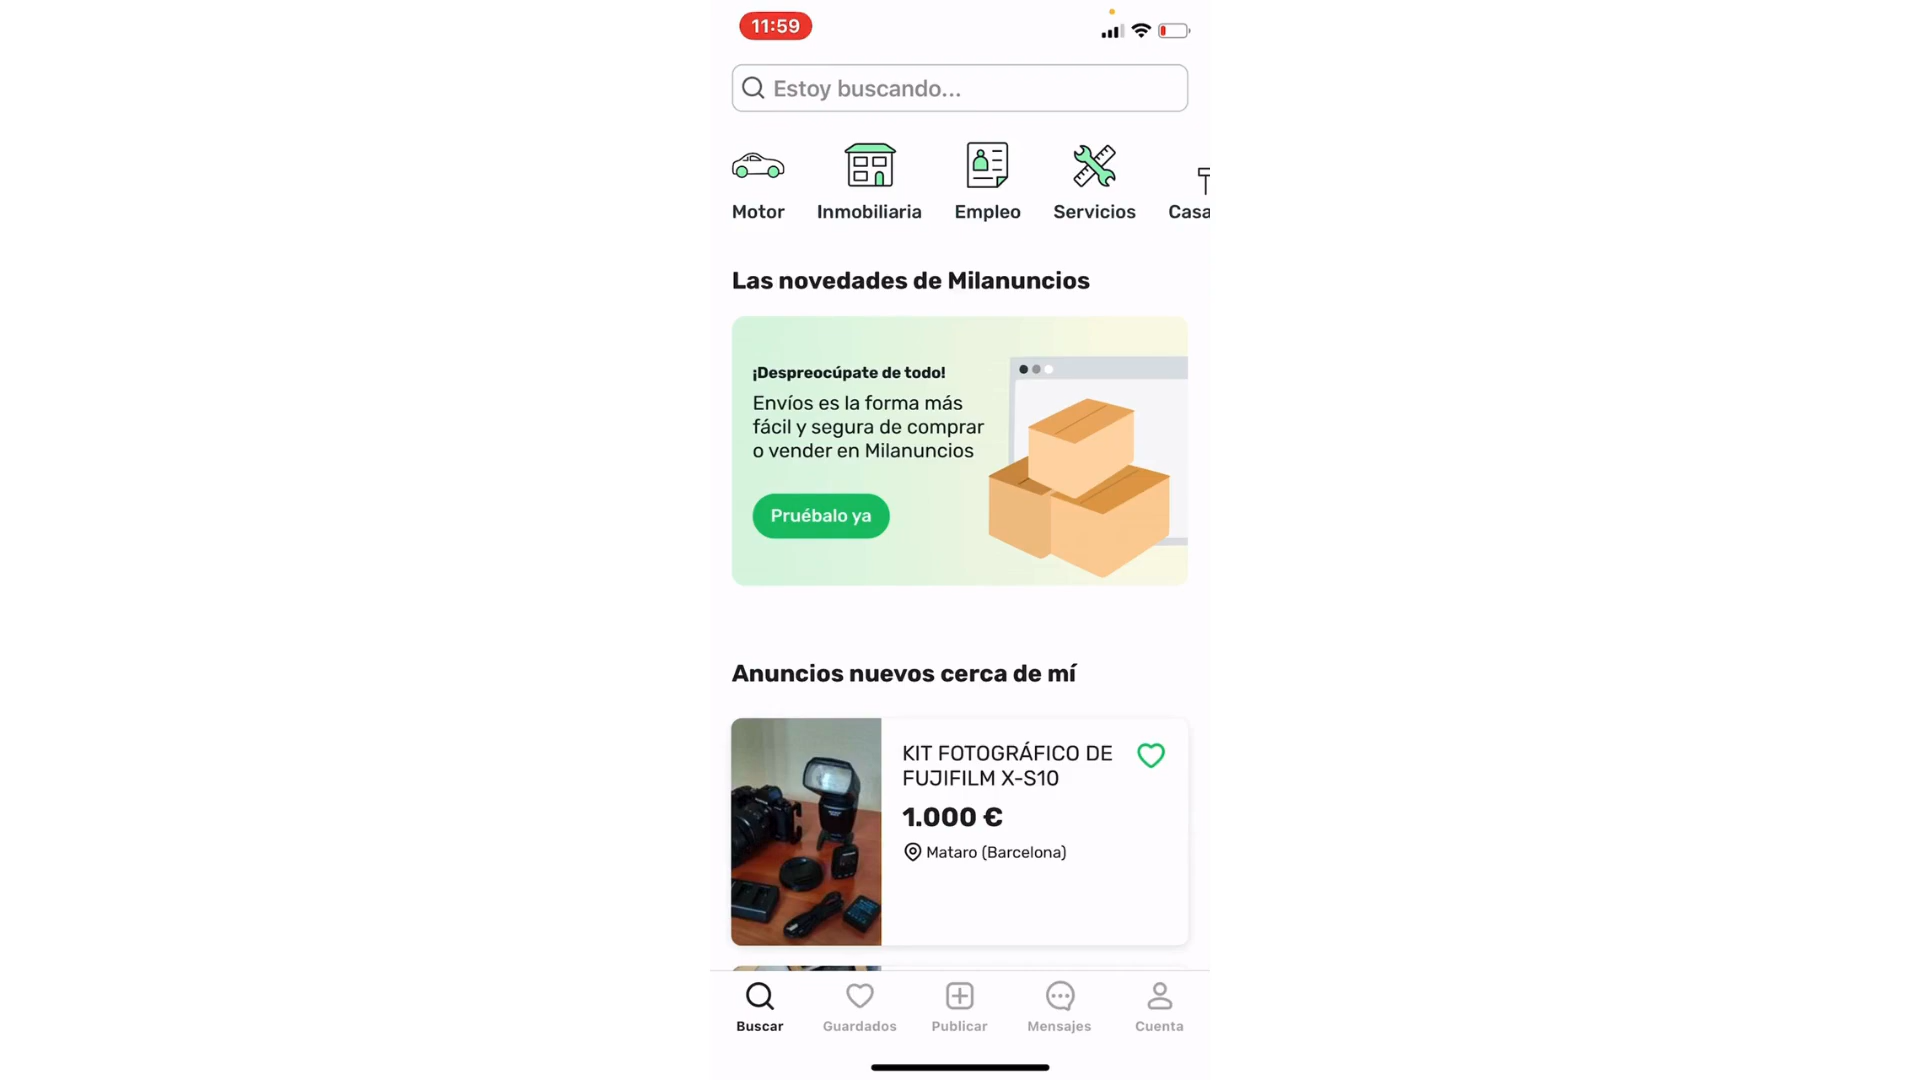 11:59
Estoy buscando...
Motor
Inmobiliaria
Empleo
Servicios
Casa
Las novedades de Milanuncios
¡Despreocúpate de todo!
Envíos es la forma más
fácil y segura de comprar
o vender en Milanuncios
Pruébalo ya
Anuncios nuevos cerca de mí
KIT FOTOGRÁFICO DE
FUJIFILM X-S10
1.000 €
Mataro (Barcelona)
Buscar
Guardados
Publicar
Mensajes
Cuenta